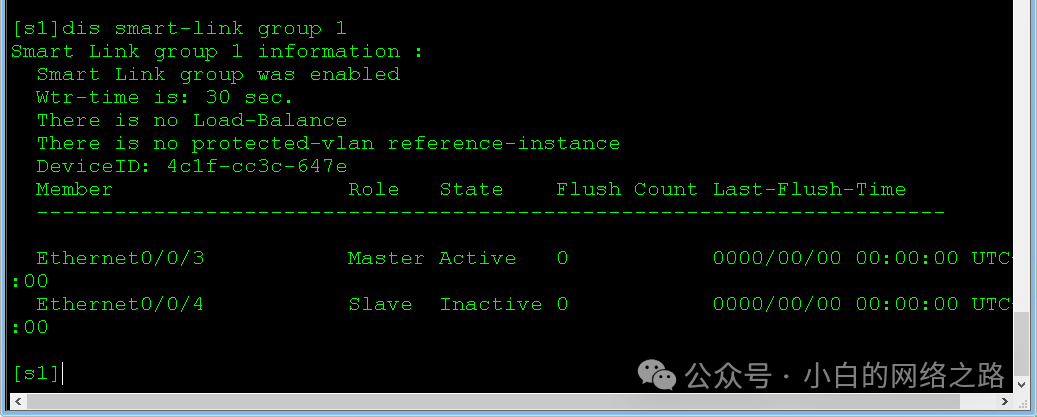 [s1]dis smart-link group 1
Smart Link group 1 information :
  Smart Link group was enabled
  Wtr-time is: 30 sec.
  There is no Load-Balance
  There is no protected-vlan reference-instance
  DeviceID: 4c1f-cc3c-647e
  Member                  Role   State    Flush Count Last-Flush-Time
  ----------------------------------------------------------------------
  Ethernet0/0/3           Master Active   0           0000/00/00 00:00:00 UTC-
:00
  Ethernet0/0/4           Slave  Inactive 0           0000/00/00 00:00:00 UTC-
:00
[s1]
公众号 · 小白的网络之路